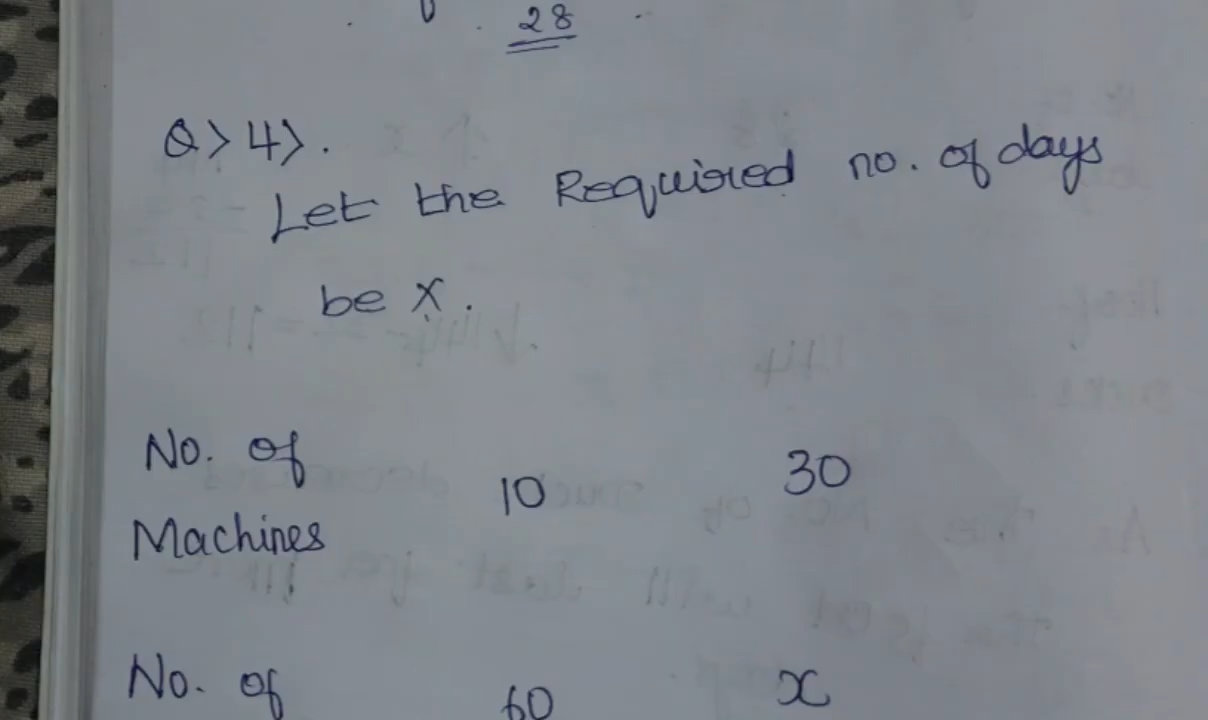 28
Q> 4>.
Let the Required no. of days
be x.
No. of 10 30
Machines
No. of 60 x